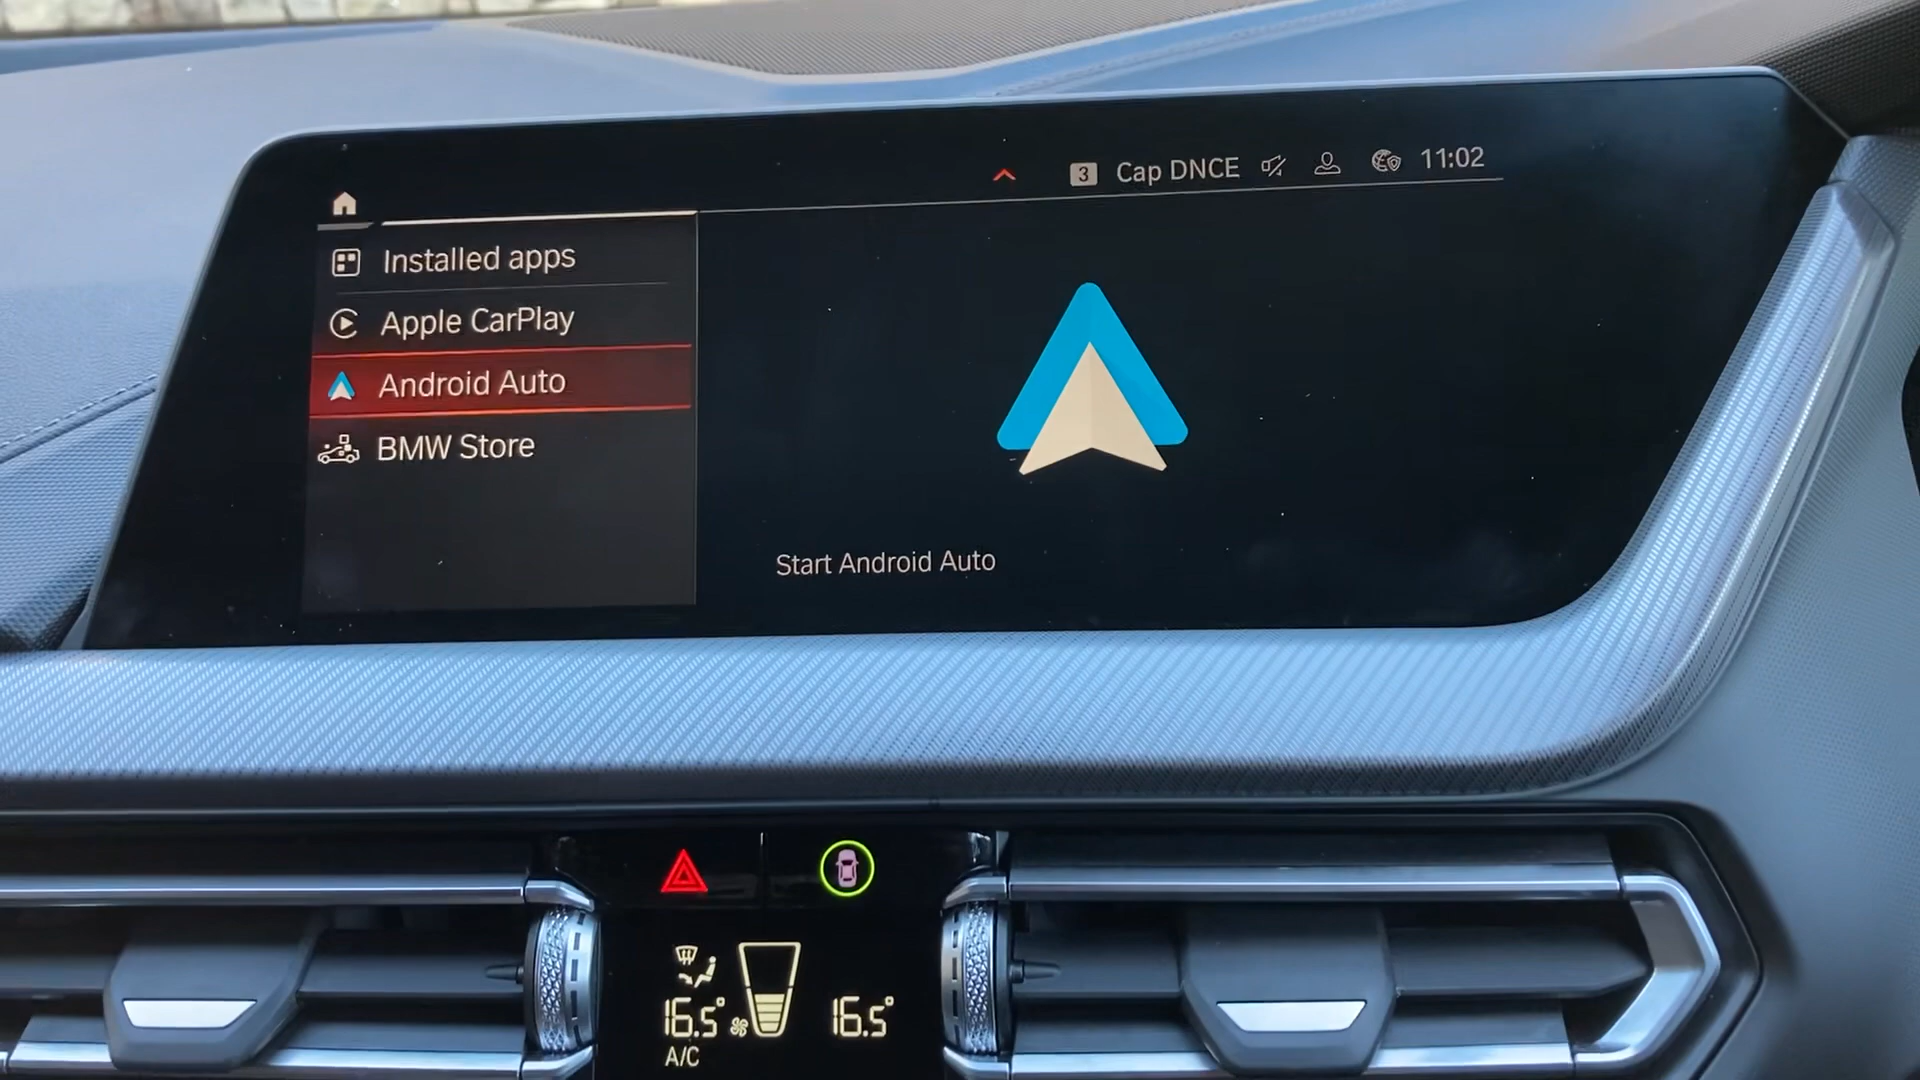 3 Cap DNCE 11:02
Installed apps
Apple CarPlay
Android Auto
BMW Store
Start Android Auto
16.5° 16.5°
A/C